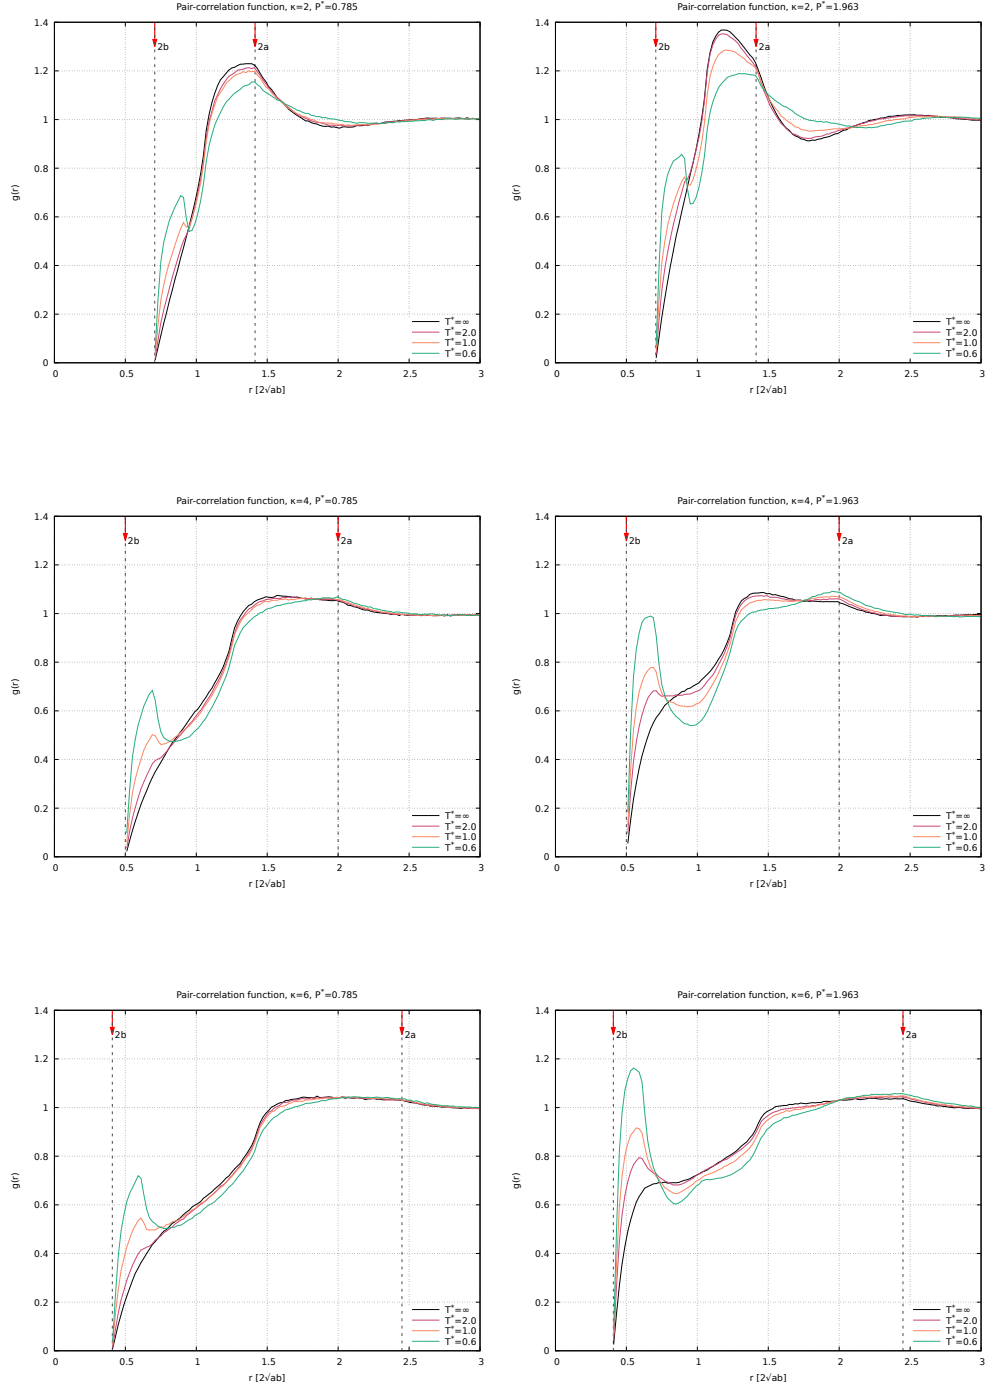 Pair-correlation function, κ=2, P*=0.785
1.4
1.2
1
0.8
0.6
0.4
0.2
0
g(r)
2b
2a
T*=∞
T*=2.0
T*=1.0
T*=0.6
0 0.5 1 1.5 2 2.5 3
r [2√ab]
Pair-correlation function, κ=2, P*=1.963
1.4
1.2
1
0.8
0.6
0.4
0.2
0
g(r)
2b
2a
T*=∞
T*=2.0
T*=1.0
T*=0.6
0 0.5 1 1.5 2 2.5 3
r [2√ab]
Pair-correlation function, κ=4, P*=0.785
1.4
1.2
1
0.8
0.6
0.4
0.2
0
g(r)
2b
2a
T*=∞
T*=2.0
T*=1.0
T*=0.6
0 0.5 1 1.5 2 2.5 3
r [2√ab]
Pair-correlation function, κ=4, P*=1.963
1.4
1.2
1
0.8
0.6
0.4
0.2
0
g(r)
2b
2a
T*=∞
T*=2.0
T*=1.0
T*=0.6
0 0.5 1 1.5 2 2.5 3
r [2√ab]
Pair-correlation function, κ=6, P*=0.785
1.4
1.2
1
0.8
0.6
0.4
0.2
0
g(r)
2b
2a
T*=∞
T*=2.0
T*=1.0
T*=0.6
0 0.5 1 1.5 2 2.5 3
r [2√ab]
Pair-correlation function, κ=6, P*=1.963
1.4
1.2
1
0.8
0.6
0.4
0.2
0
g(r)
2b
2a
T*=∞
T*=2.0
T*=1.0
T*=0.6
0 0.5 1 1.5 2 2.5 3
r [2√ab]